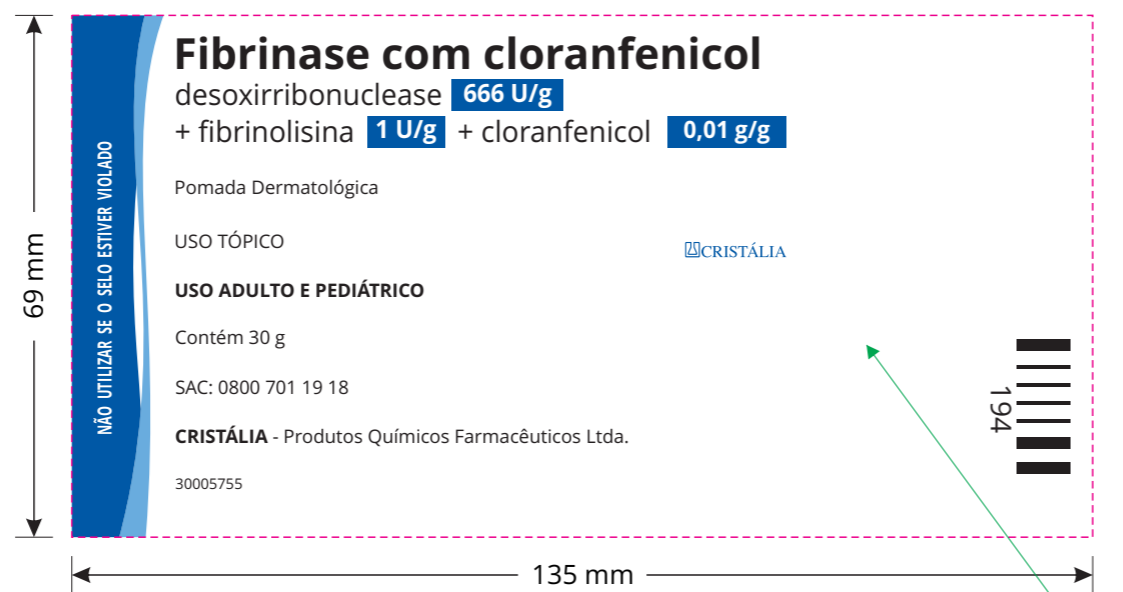 Fibrinase com cloranfenicol
desoxirribonuclease 666 U/g
+ fibrinolisina 1 U/g + cloranfenicol 0,01 g/g
NÃO UTILIZAR SE O SELO ESTIVER VIOLADO
Pomada Dermatológica
USO TÓPICO
CRISTÁLIA
USO ADULTO E PEDIÁTRICO
Contém 30 g
SAC: 0800 701 19 18
CRISTÁLIA - Produtos Químicos Farmacêuticos Ltda.
30005755
194
69 mm
135 mm